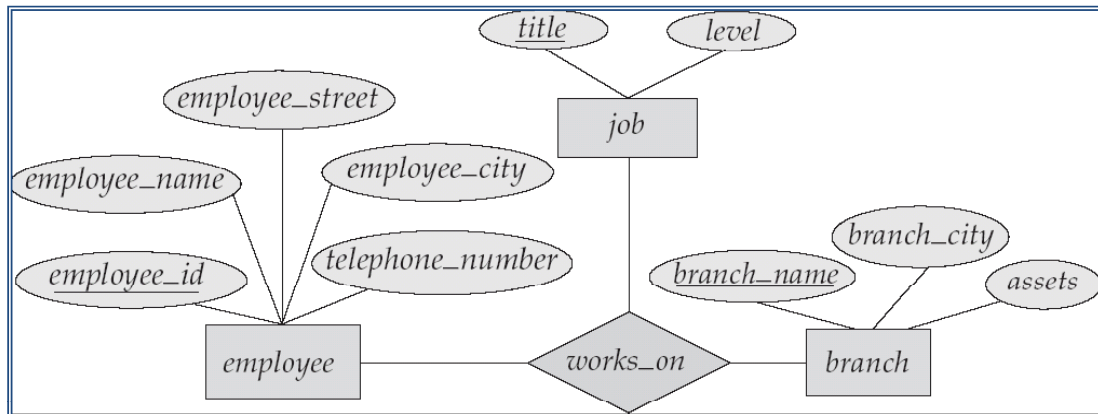 title
level
employee_street
job
employee_name
employee_city
branch_city
employee_id
telephone_number
branch_name
assets
employee
works_on
branch